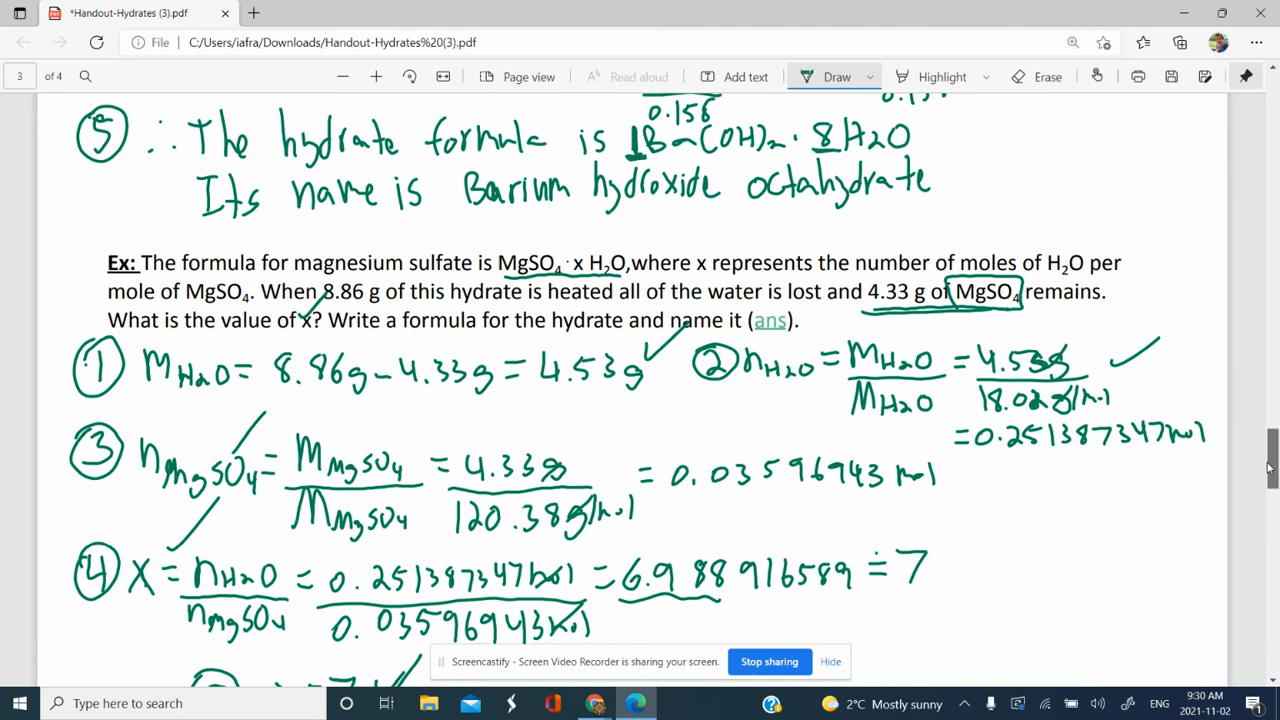 *Handout-Hydrates (3).pdf
File C:/Users/iafra/Downloads/Handout-Hydrates%20(3).pdf
3 of 4 Page view Read aloud Add text Draw Highlight Erase
0.158
⑤ ∴ The hydrate formula is 1Ba(OH)2 · 8H2O
Its name is Barium hydroxide octahydrate
Ex: The formula for magnesium sulfate is MgSO4 · x H2O,where x represents the number of moles of H2O per
mole of MgSO4. When 8.86 g of this hydrate is heated all of the water is lost and 4.33 g of MgSO4 remains.
What is the value of x? Write a formula for the hydrate and name it (ans).
① mH2O = 8.86g - 4.33g = 4.53g ✓
② nH2O = mH2O / MH2O = 4.53g / 18.02g/mol ✓
= 0.251387347mol
③ nMgSO4 = mMgSO4 / MMgSO4 = 4.33g / 120.38g/mol = 0.03596943 mol
④ X = nH2O / nMgSO4 = 0.251387347mol / 0.03596943mol = 6.988916589 ≐ 7
Screencastify - Screen Video Recorder is sharing your screen. Stop sharing Hide
Type here to search
2°C Mostly sunny
ENG
9:30 AM
2021-11-02
1